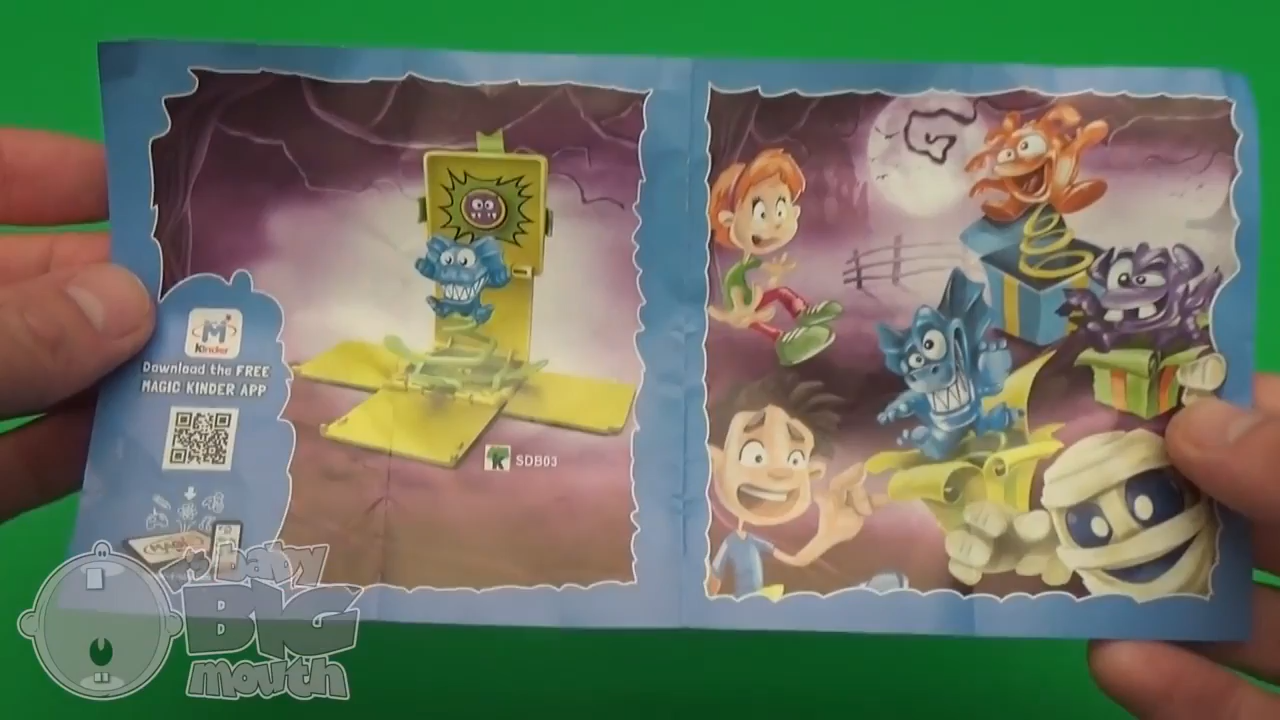 Kinder
Download the FREE
MAGIC KINDER APP
K SDB03
baby
BIG
mouth